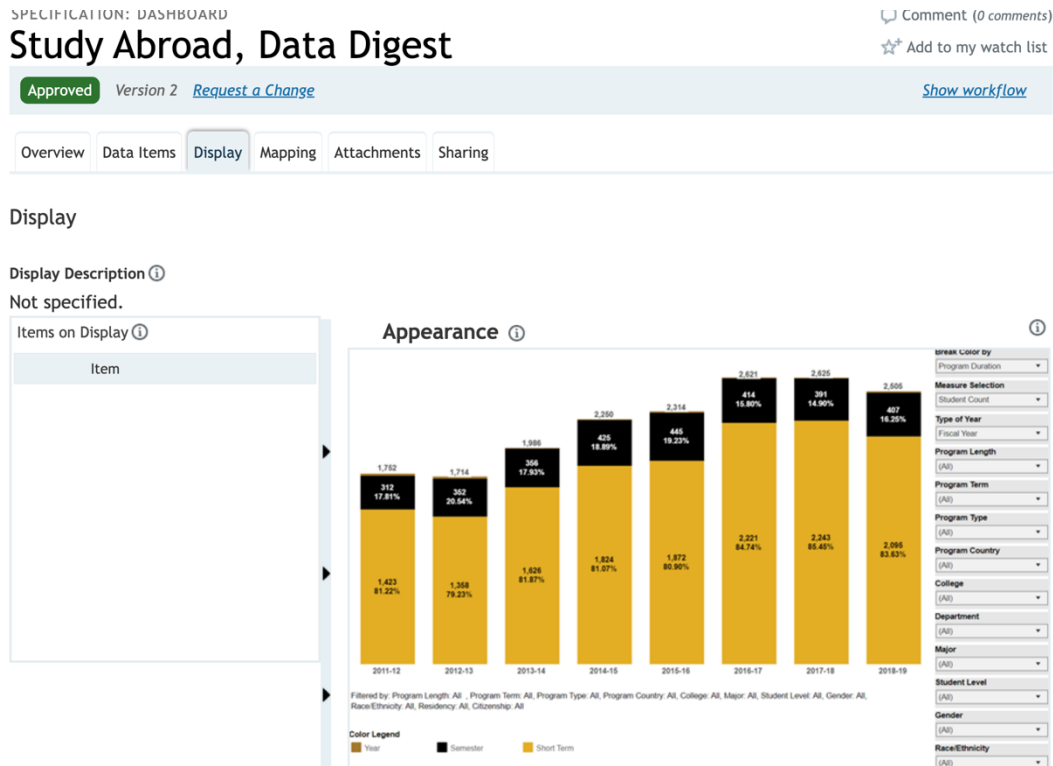 SPECIFICATION: DASHBOARD
Comment (0 comments)
Study Abroad, Data Digest
Add to my watch list
Approved Version 2 Request a Change Show workflow
Overview Data Items Display Mapping Attachments Sharing
Display
Display Description
Not specified.
Items on Display
Item
Appearance
1,752 1,714 1,986 2,250 2,314 2,621 2,625 2,505
312 352 356 425 445 414 391 407
17.81% 20.54% 17.93% 18.89% 19.23% 15.80% 14.90% 16.25%
1,423 1,358 1,626 1,824 1,872 2,221 2,243 2,095
81.22% 79.23% 81.87% 81.07% 80.90% 84.74% 85.45% 83.63%
2011-12 2012-13 2013-14 2014-15 2015-16 2016-17 2017-18 2018-19
Filtered by: Program Length: All , Program Term: All, Program Type: All, Program Country: All, College: All, Major: All, Student Level: All, Gender: All,
Race/Ethnicity: All, Residency: All, Citizenship: All
Color Legend
Year Semester Short Term
Break Color by
Program Duration
Measure Selection
Student Count
Type of Year
Fiscal Year
Program Length
(All)
Program Term
(All)
Program Type
(All)
Program Country
(All)
College
(All)
Department
(All)
Major
(All)
Student Level
(All)
Gender
(All)
Race/Ethnicity
(All)